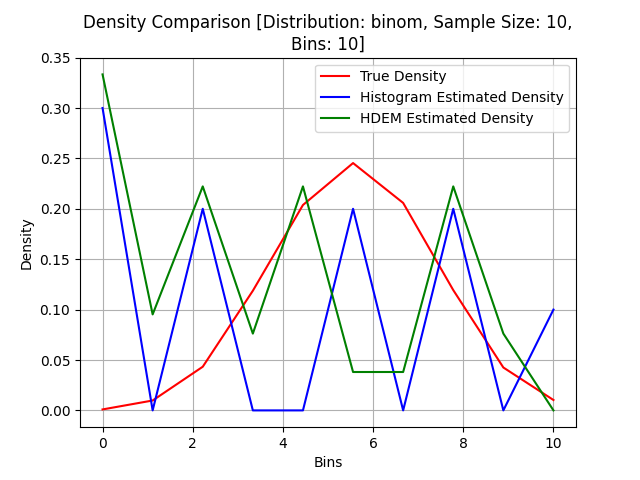 Density Comparison [Distribution: binom, Sample Size: 10,
Bins: 10]
True Density
Histogram Estimated Density
HDEM Estimated Density
Density
0.35
0.30
0.25
0.20
0.15
0.10
0.05
0.00
0 2 4 6 8 10
Bins